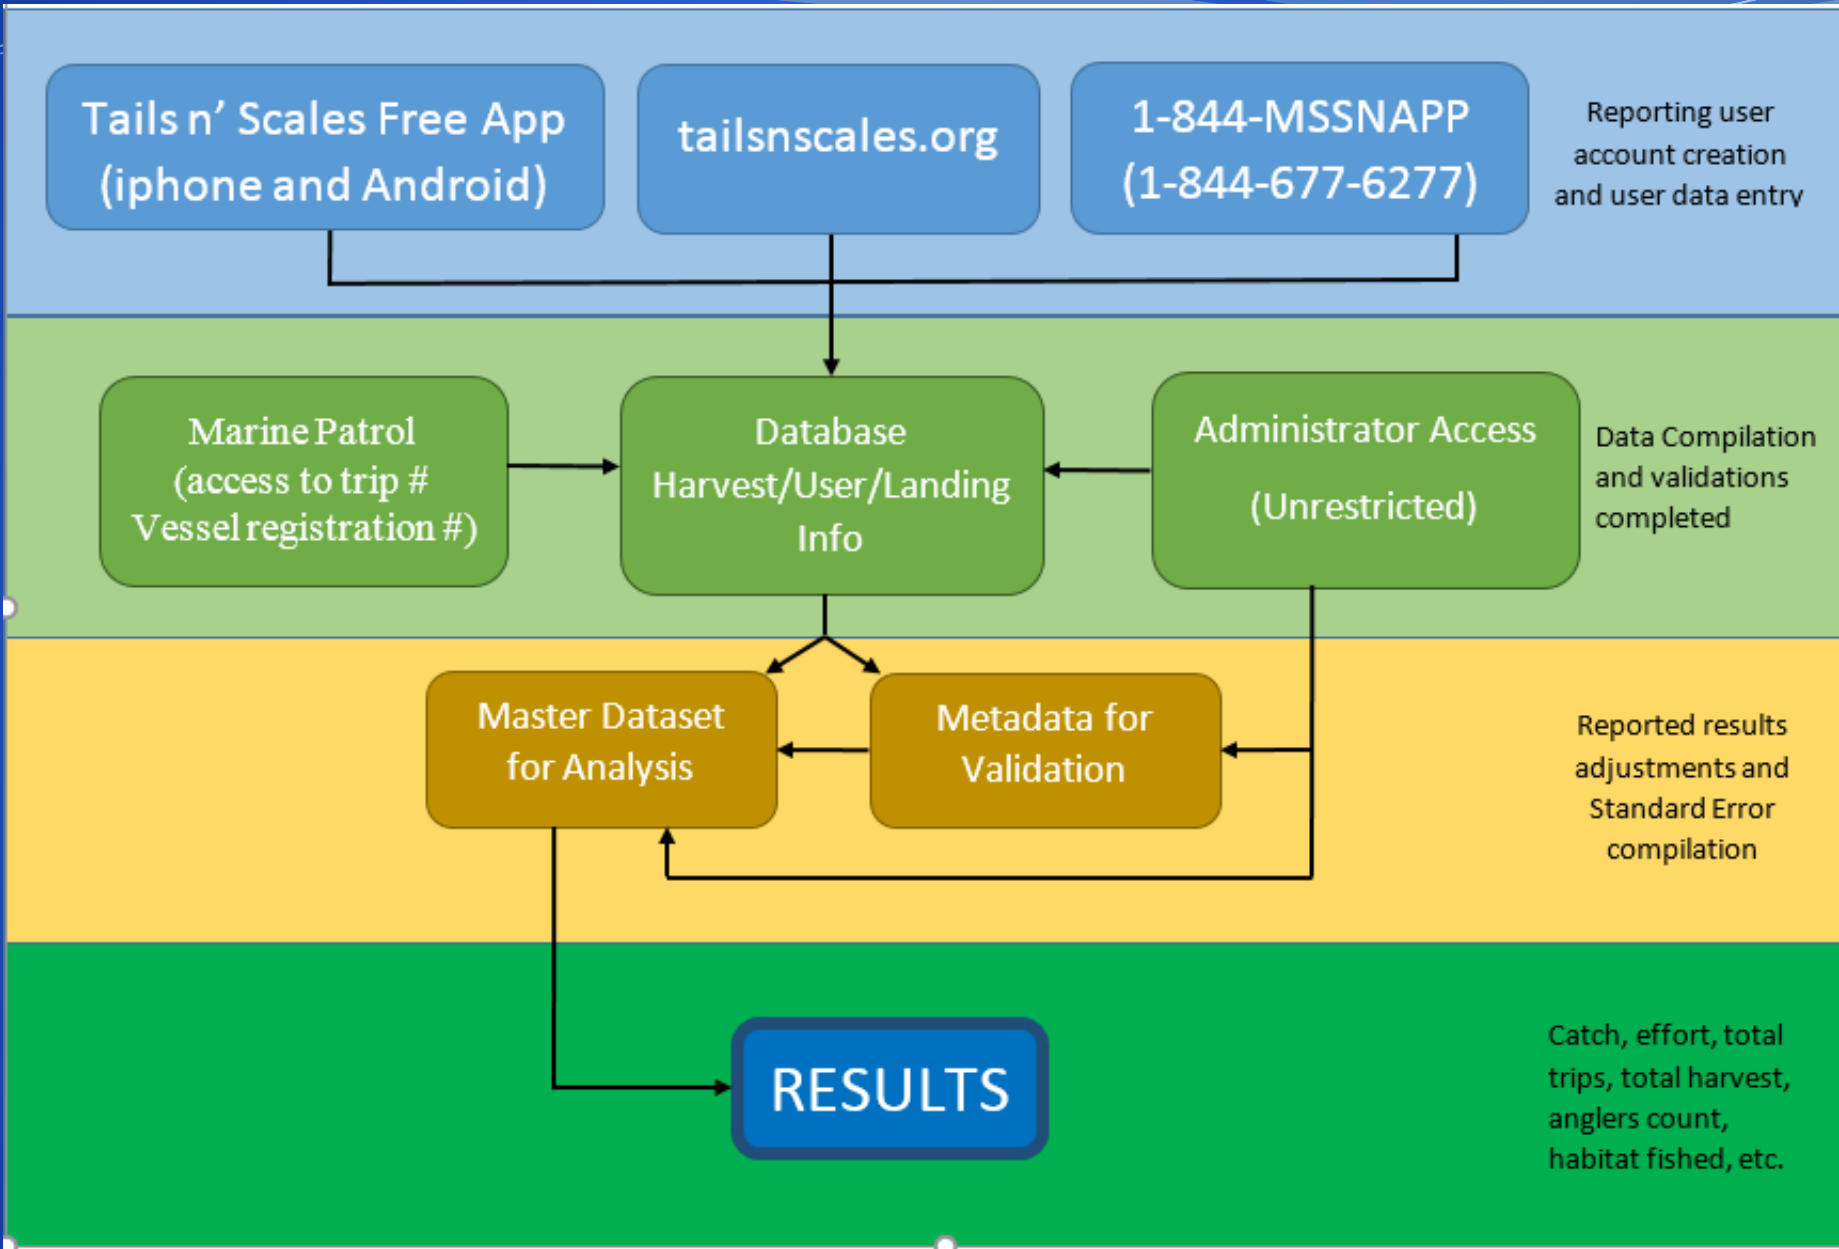 Tails n’ Scales Free App
(iphone and Android)
tailsnscales.org
1-844-MSSNAPP
(1-844-677-6277)
Reporting user
account creation
and user data entry
Marine Patrol
(access to trip #
Vessel registration #)
Database
Harvest/User/Landing
Info
Administrator Access
(Unrestricted)
Data Compilation
and validations
completed
Master Dataset
for Analysis
Metadata for
Validation
Reported results
adjustments and
Standard Error
compilation
RESULTS
Catch, effort, total
trips, total harvest,
anglers count,
habitat fished, etc.